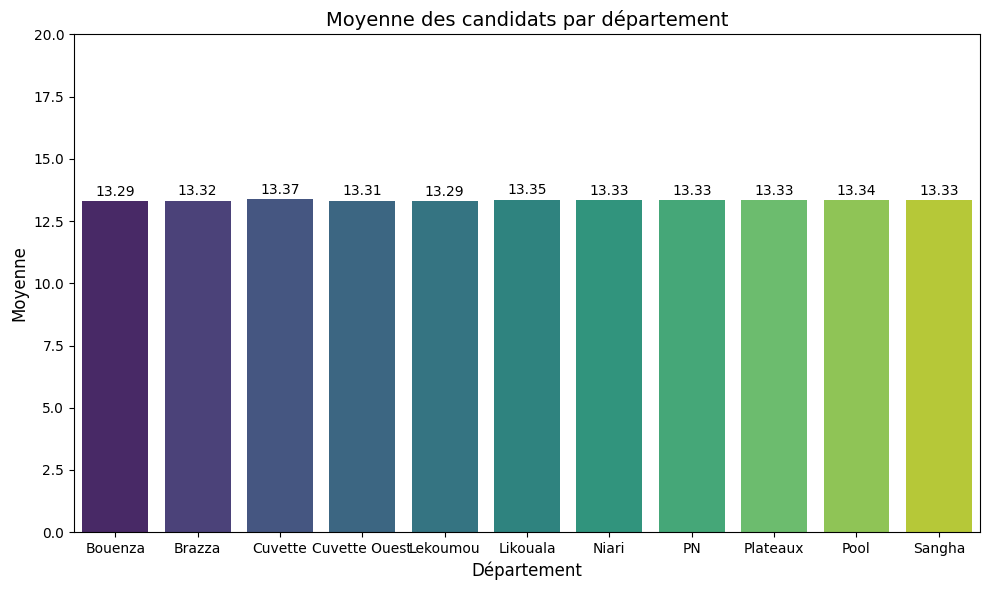 Moyenne des candidats par département
20.0
17.5
15.0
12.5
10.0
7.5
5.0
2.5
0.0
Moyenne
13.29 13.32 13.37 13.31 13.29 13.35 13.33 13.33 13.33 13.34 13.33
Bouenza Brazza Cuvette Cuvette Ouest Lekoumou Likouala Niari PN Plateaux Pool Sangha
Département